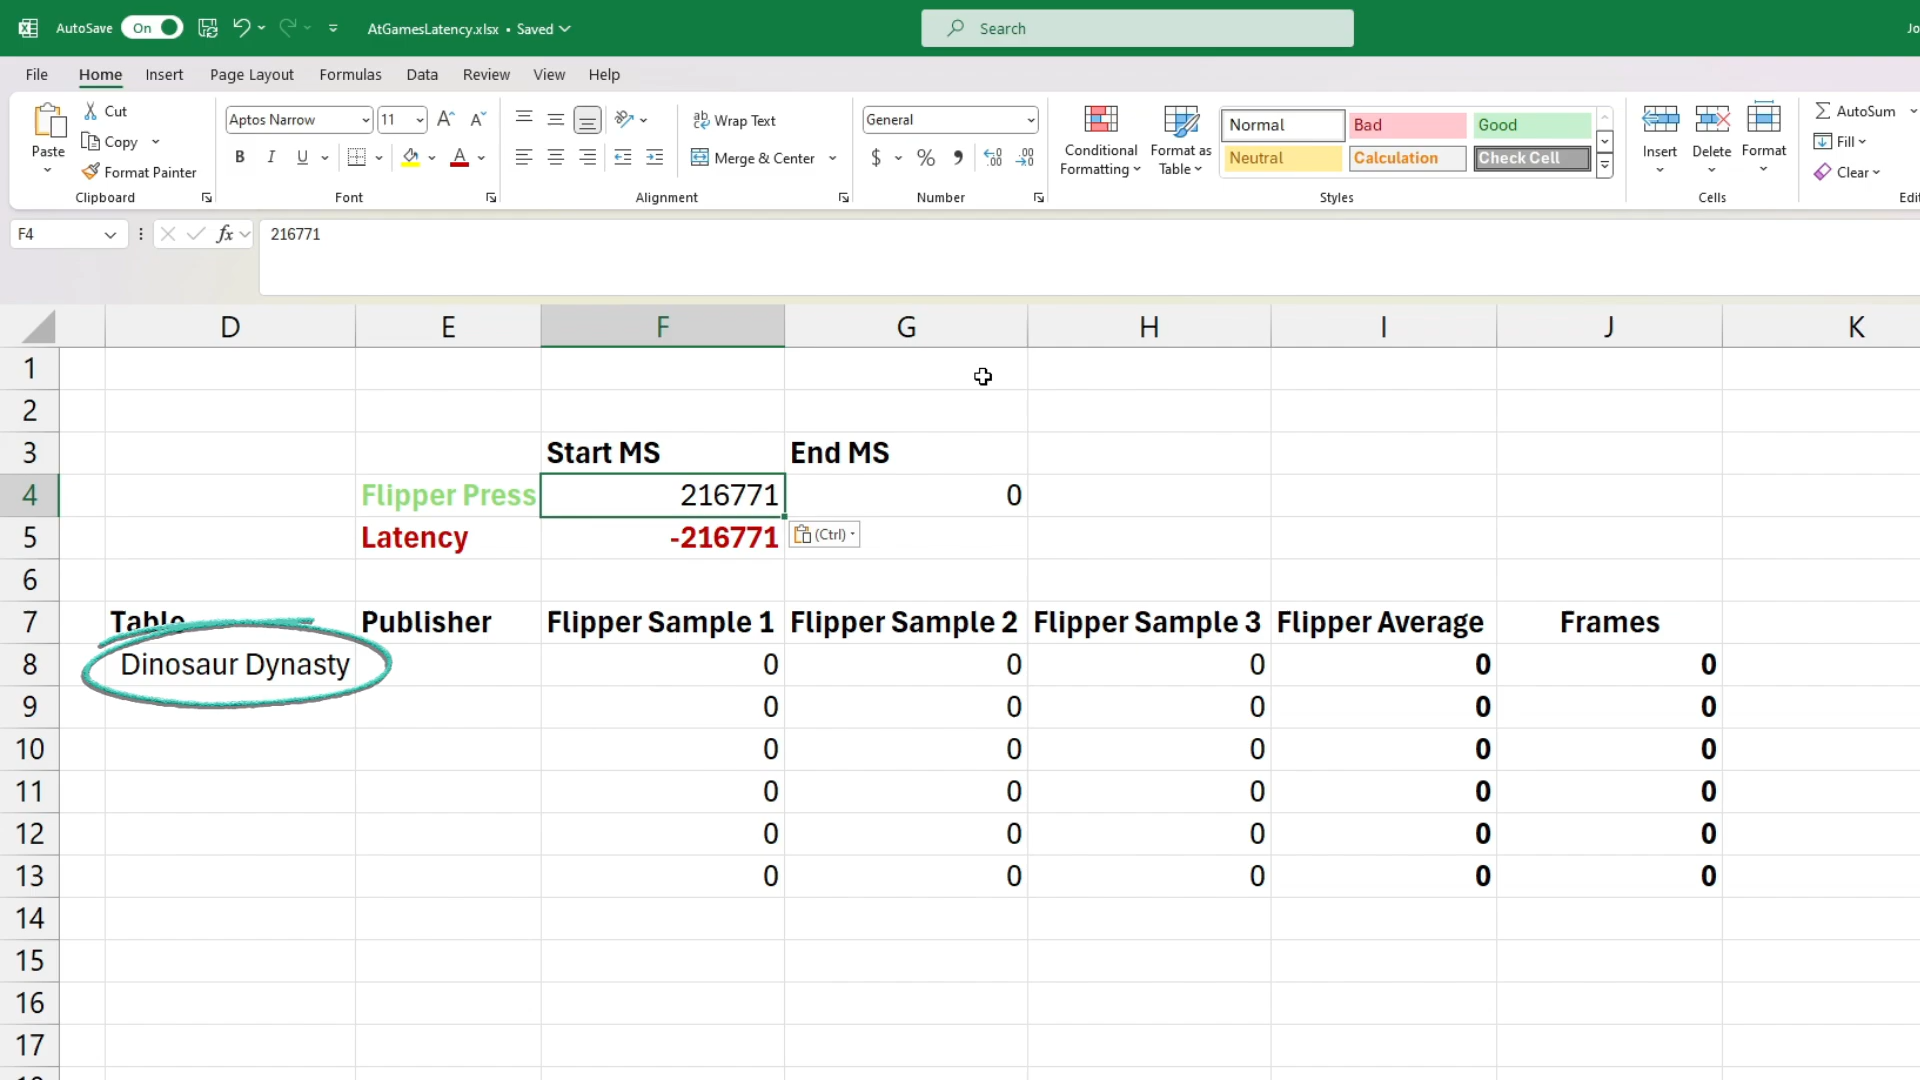 AutoSave On AtGamesLatency.xlsx • Saved Search Jo
File Home Insert Page Layout Formulas Data Review View Help
Paste Cut Copy Format Painter Clipboard
Aptos Narrow 11 A A B I U A Font
ab Wrap Text Merge & Center Alignment
General $ % , .00 .00 Number
Conditional Formatting Format as Table Normal Bad Good Neutral Calculation Check Cell Styles
Insert Delete Format Cells
AutoSum Fill Clear Edit
F4 fx 216771
D E F G H I J K
1
2
3 Start MS End MS
4 Flipper Press 216771 0
5 Latency -216771 (Ctrl)
6
7 Table Publisher Flipper Sample 1 Flipper Sample 2 Flipper Sample 3 Flipper Average Frames
8 Dinosaur Dynasty 0 0 0 0 0
9 0 0 0 0 0
10 0 0 0 0 0
11 0 0 0 0 0
12 0 0 0 0 0
13 0 0 0 0 0
14
15
16
17